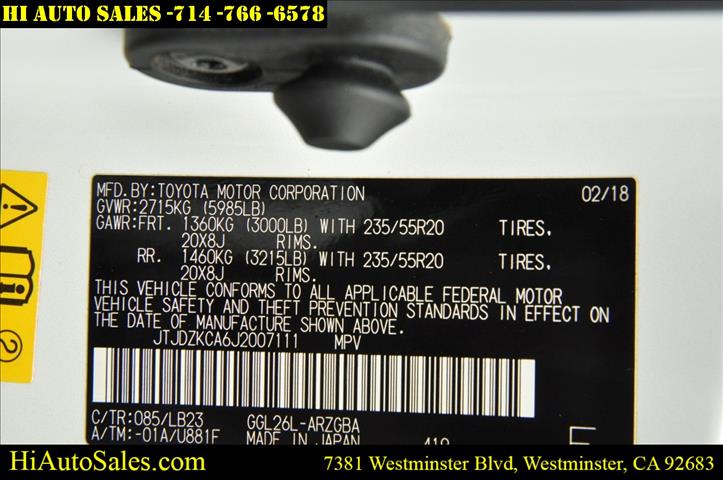 HI AUTO SALES -714 -766 -6578
MFD.BY:TOYOTA MOTOR CORPORATION 02/18
GVWR:2715KG (5985LB)
GAWR:FRT. 1360KG (3000LB) WITH 235/55R20 TIRES,
20X8J RIMS.
RR. 1460KG (3215LB) WITH 235/55R20 TIRES,
20X8J RIMS.
THIS VEHICLE CONFORMS TO ALL APPLICABLE FEDERAL MOTOR
VEHICLE SAFETY AND THEFT PREVENTION STANDARDS IN EFFECT ON
THE DATE OF MANUFACTURE SHOWN ABOVE.
JTJDZKCA6J2007111 MPV
C/TR:085/LB23 GGL26L-ARZGBA
A/TM:-01A/U881F MADE IN JAPAN
HiAutoSales.com 7381 Westminster Blvd, Westminster, CA 92683